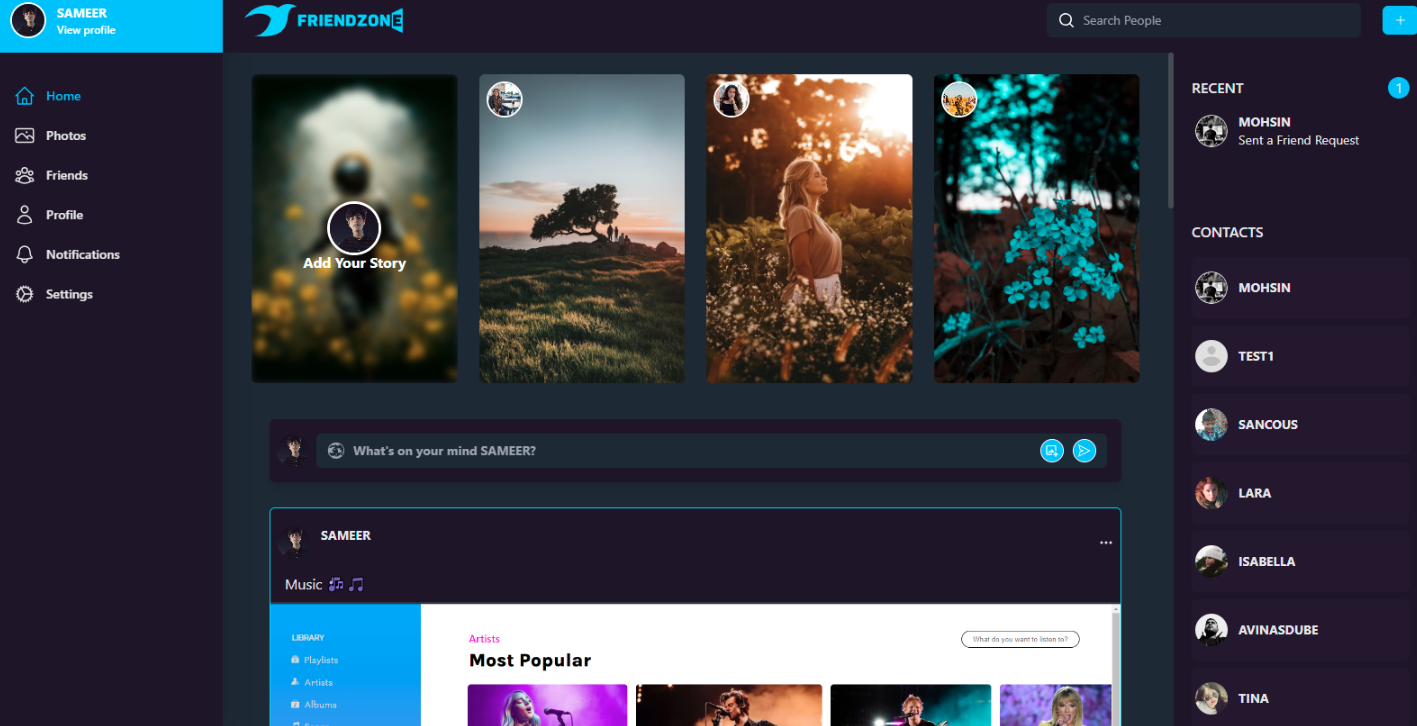 SAMEER
View profile
FRIENDZONE
Search People
+
Home
Photos
Friends
Profile
Notifications
Settings
Add Your Story
RECENT
1
MOHSIN
Sent a Friend Request
CONTACTS
MOHSIN
TEST1
SANCOUS
LARA
ISABELLA
AVINASDUBE
TINA
What's on your mind SAMEER?
SAMEER
Music
LIBRARY
Playlists
Artists
Albums
Artists
Most Popular
What do you want to listen to?